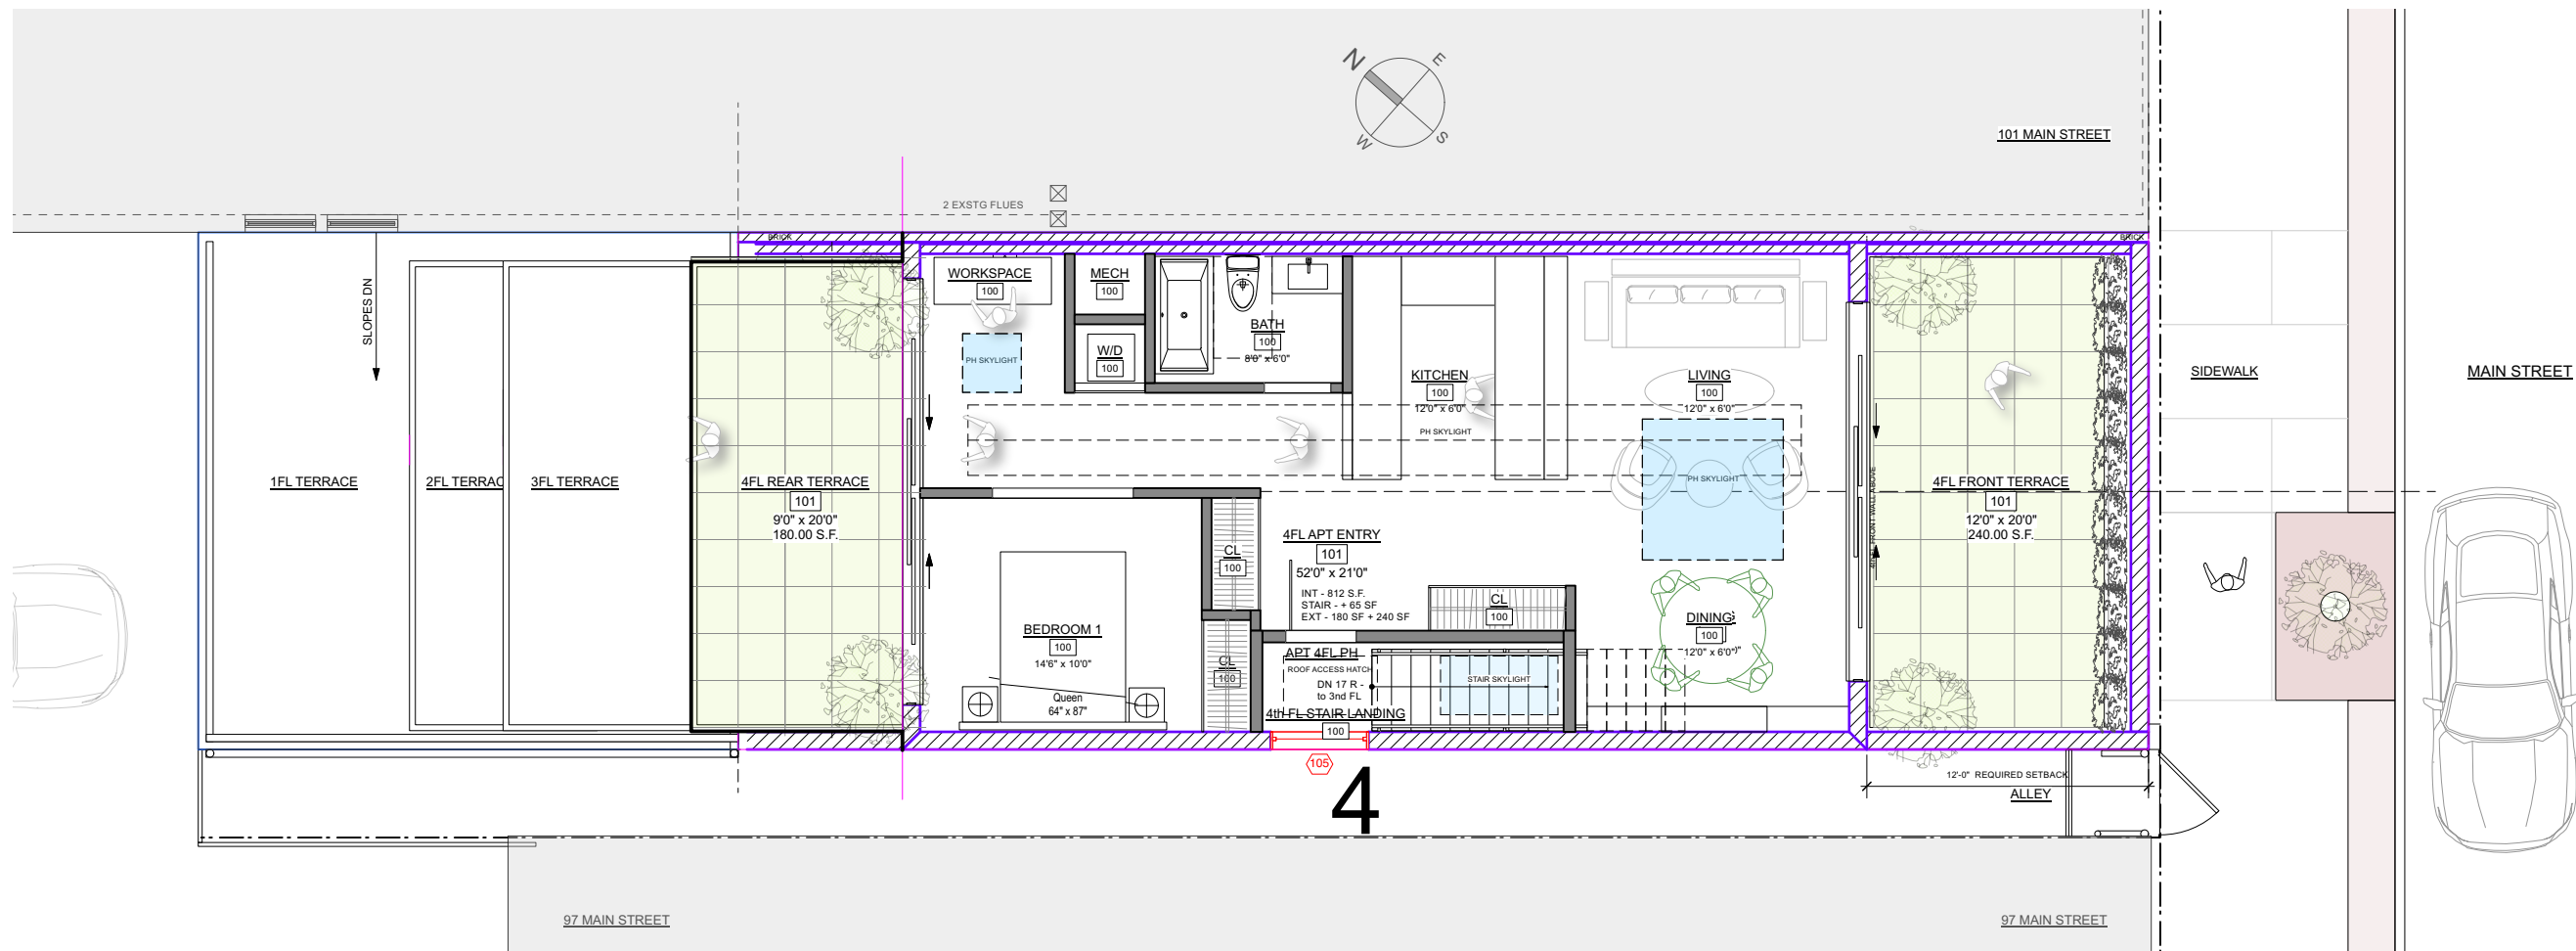 N
E
W
S
101 MAIN STREET
2 EXSTG FLUES
BRICK
BRICK
SLOPES DN
WORKSPACE
100
PH SKYLIGHT
MECH
100
W/D
100
BATH
100
8'0" x 6'0"
KITCHEN
100
12'0" x 6'0"
PH SKYLIGHT
LIVING
100
12'0" x 6'0"
PH SKYLIGHT
SIDEWALK
MAIN STREET
1FL TERRACE
2FL TERRAC
3FL TERRACE
4FL REAR TERRACE
101
9'0" x 20'0"
180.00 S.F.
4FL FRONT TERRACE
101
12'0" x 20'0"
240.00 S.F.
FRONT WALL ABOVE
CL
100
4FL APT ENTRY
101
52'0" x 21'0"
INT - 812 S.F.
STAIR - + 65 SF
EXT - 180 SF + 240 SF
CL
100
BEDROOM 1
100
14'6" x 10'0"
Queen
64" x 87"
CL
100
DINING
100
12'0" x 6'0"
APT 4FL PH
ROOF ACCESS HATCH
DN 17 R -
to 3nd FL
STAIR SKYLIGHT
4th FL STAIR LANDING
100
105
4
12'-0" REQUIRED SETBACK
ALLEY
97 MAIN STREET
97 MAIN STREET